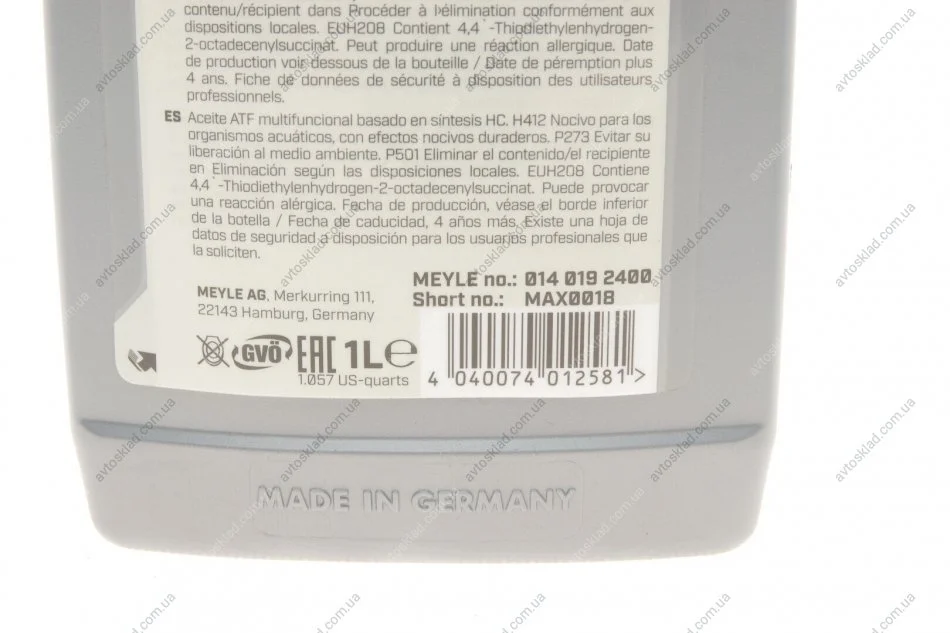 contenu/récipient dans Procéder à l'élimination conformément aux
dispositions locales. EUH208 Contient 4,4`-Thiodiethylenhydrogen-
2-octadecenylsuccinat. Peut produire une réaction allergique. Date
de production voir dessous de la bouteille / Date de péremption plus
4 ans. Fiche de données de sécurité à disposition des utilisateurs
professionnels.
ES Aceite ATF multifuncional basado en síntesis HC. H412 Nocivo para los
organismos acuáticos, con efectos nocivos duraderos. P273 Evitar su
liberación al medio ambiente. P501 Eliminar el contenido/el recipiente
en Eliminación según las disposiciones locales. EUH208 Contiene
4,4`-Thiodiethylenhydrogen-2-octadecenylsuccinat. Puede provocar
una reacción alérgica. Fecha de producción, véase el borde inferior
de la botella / Fecha de caducidad, 4 años más. Existe una hoja de
datos de seguridad a disposición para los usuarios profesionales que
la soliciten.
MEYLE no.: 014 019 2400
Short no.: MAX0018
MEYLE AG, Merkurring 111,
22143 Hamburg, Germany
GVÖ EAC 1L e
1.057 US-quarts
4 040074 012581 >
MADE IN GERMANY
avtosklad.com.ua